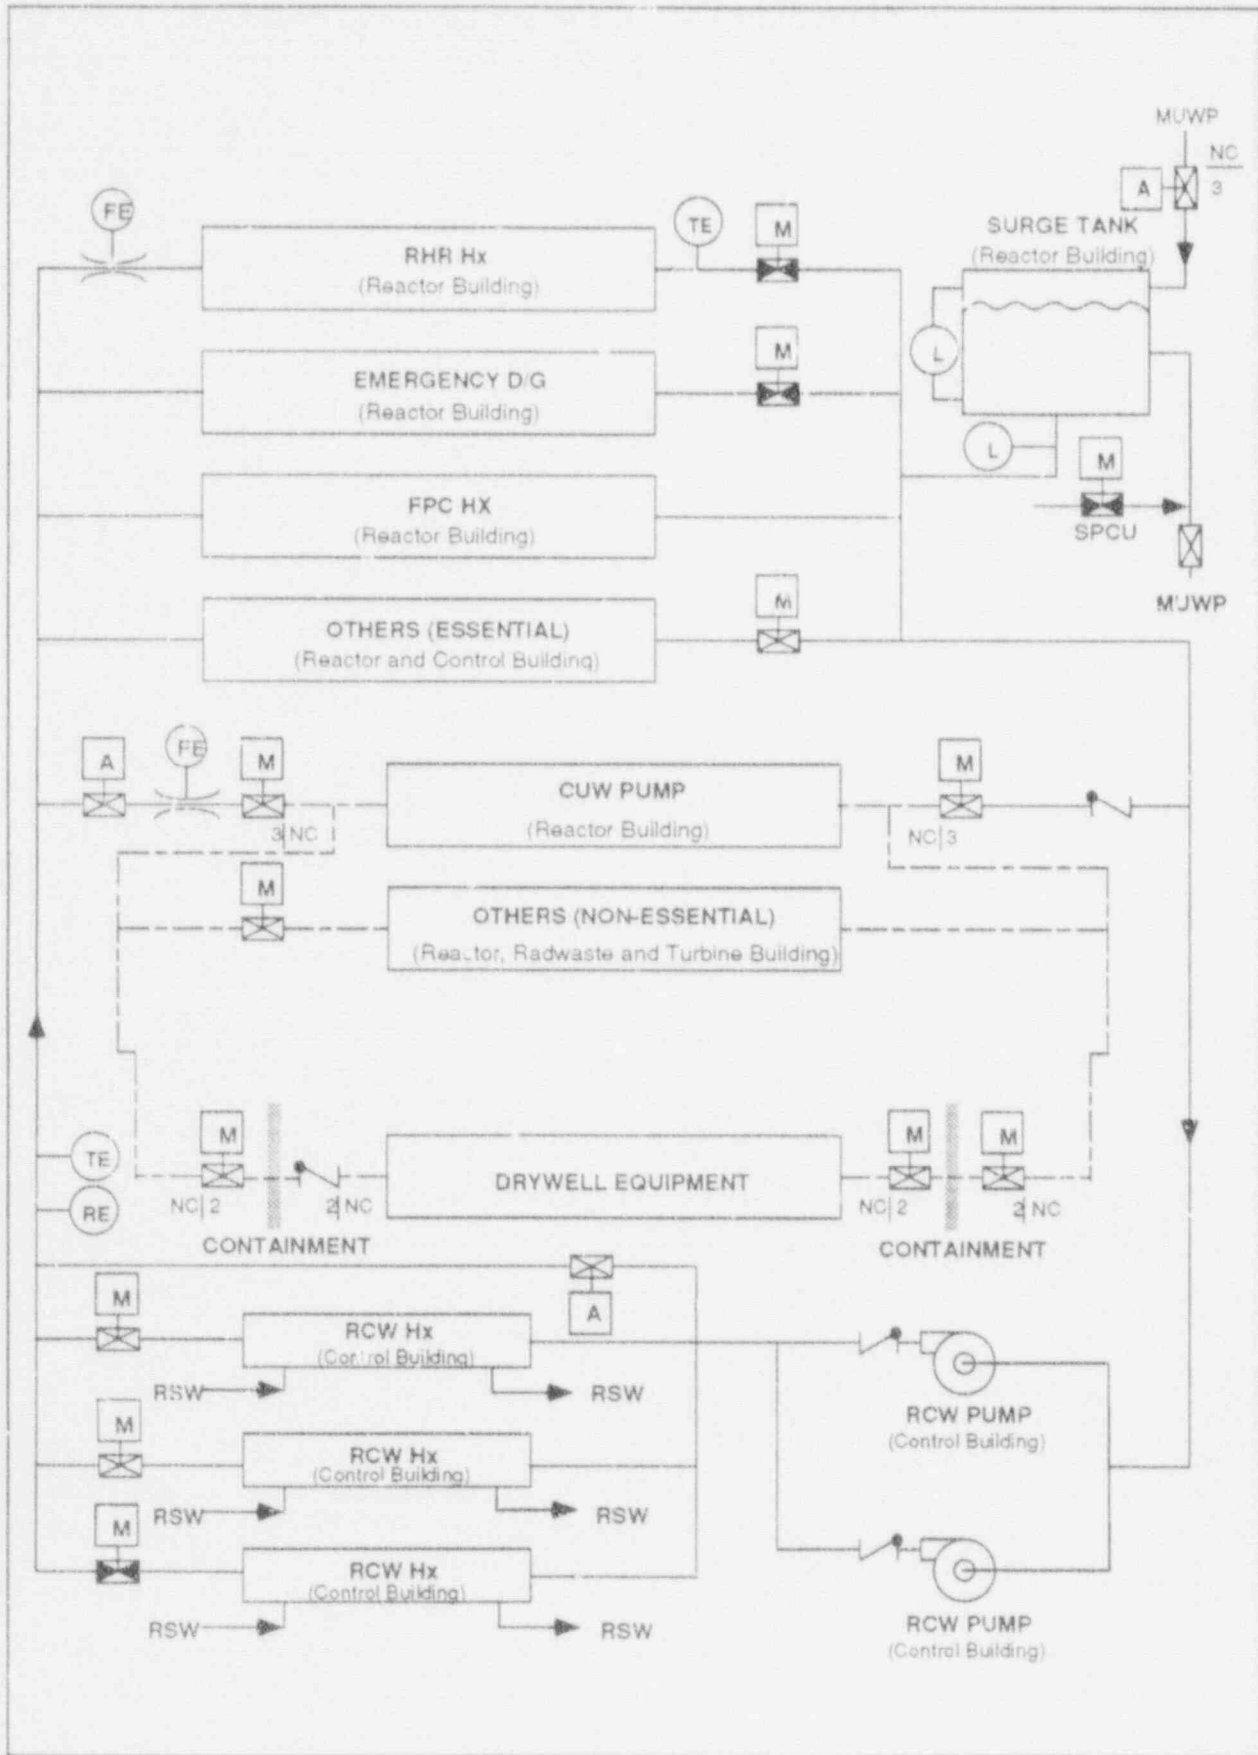 MUWP
NC
3
A
FE
TE
M
SURGE TANK
(Reactor Building)
RHR Hx
(Reactor Building)
M
L
EMERGENCY D/G
(Reactor Building)
L
M
FPC HX
(Reactor Building)
SPCU
M
MUWP
OTHERS (ESSENTIAL)
(Reactor and Control Building)
A
FE
M
M
CUW PUMP
(Reactor Building)
3|NC
NC|3
M
OTHERS (NON-ESSENTIAL)
(Reactor, Radwaste and Turbine Building)
M
M
M
TE
DRYWELL EQUIPMENT
NC|2
2|NC
NC|2
2|NC
RE
CONTAINMENT
CONTAINMENT
M
A
RCW Hx
(Control Building)
RSW
RSW
RCW PUMP
(Control Building)
M
RCW Hx
(Control Building)
RSW
RSW
M
RCW Hx
(Control Building)
RSW
RSW
RCW PUMP
(Control Building)